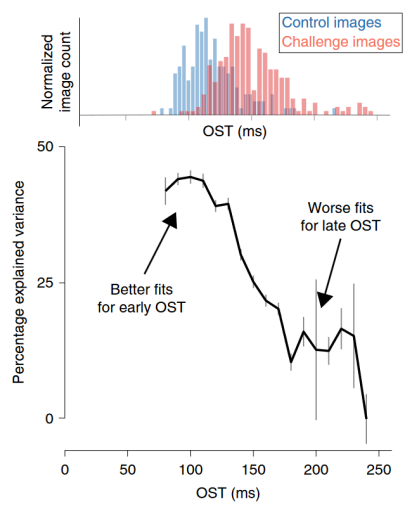 Control images
Challenge images
Normalized
image count
OST (ms)
50
25
0
Percentage explained variance
Worse fits
for late OST
Better fits
for early OST
0 50 100 150 200 250
OST (ms)